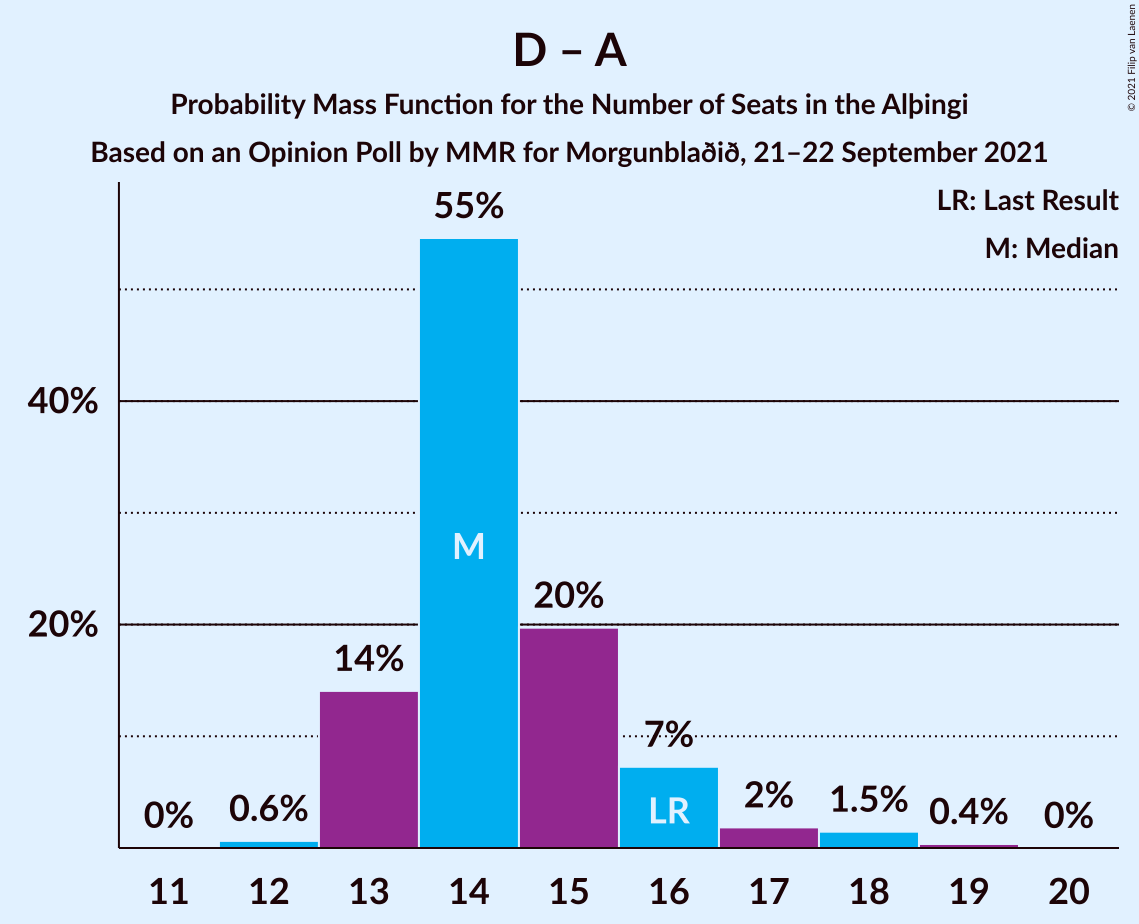 D – A
Probability Mass Function for the Number of Seats in the Alþingi
Based on an Opinion Poll by MMR for Morgunblaðið, 21–22 September 2021
© 2021 Filip van Laenen
LR: Last Result
M: Median
55%
40%
M
20%
20%
14%
7%
0%
0.6%
LR
2%
1.5%
0.4%
0%
11 12 13 14 15 16 17 18 19 20